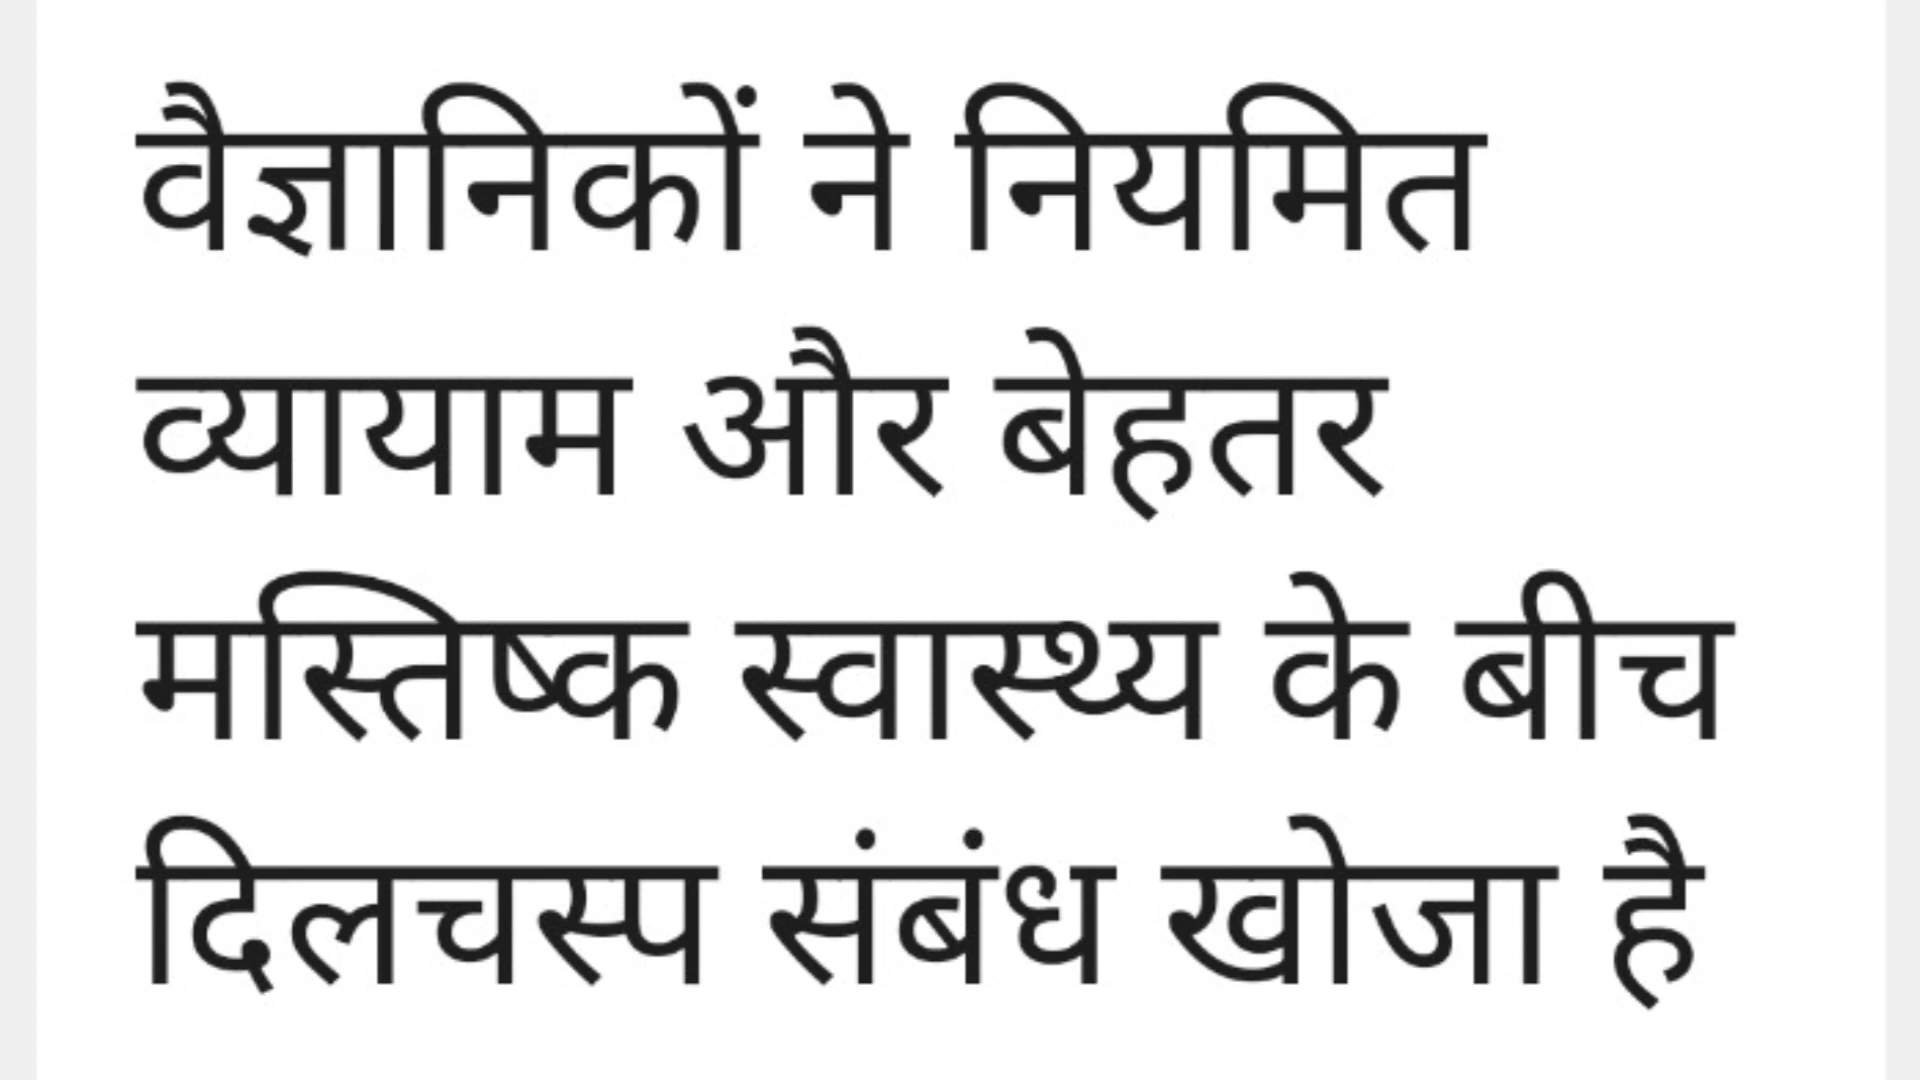 वैज्ञानिकों ने नियमित
व्यायाम और बेहतर
मस्तिष्क स्वास्थ्य के बीच
दिलचस्प संबंध खोजा है